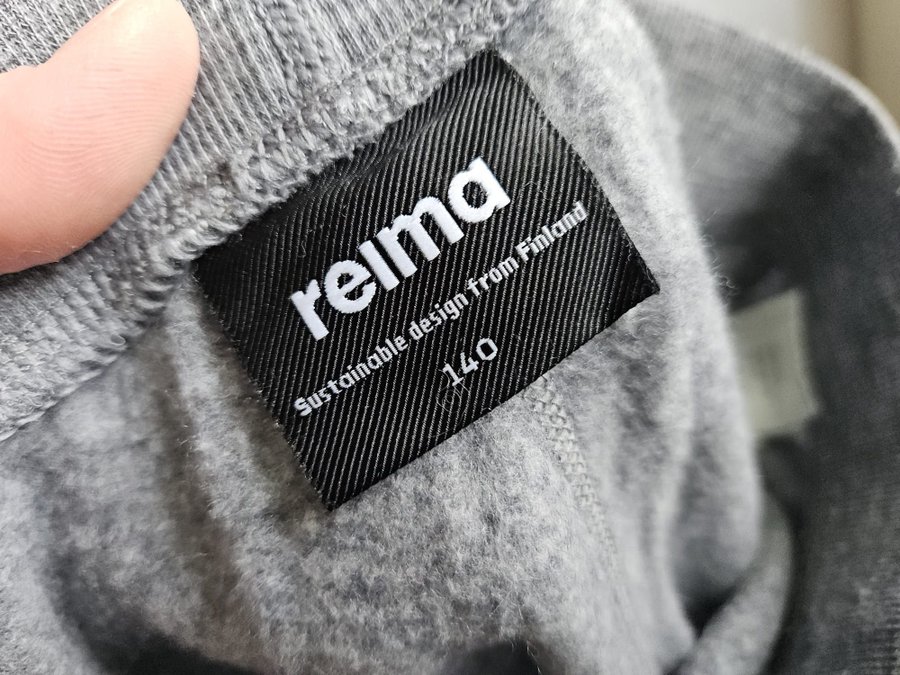 reima
Sustainable design from Finland
140